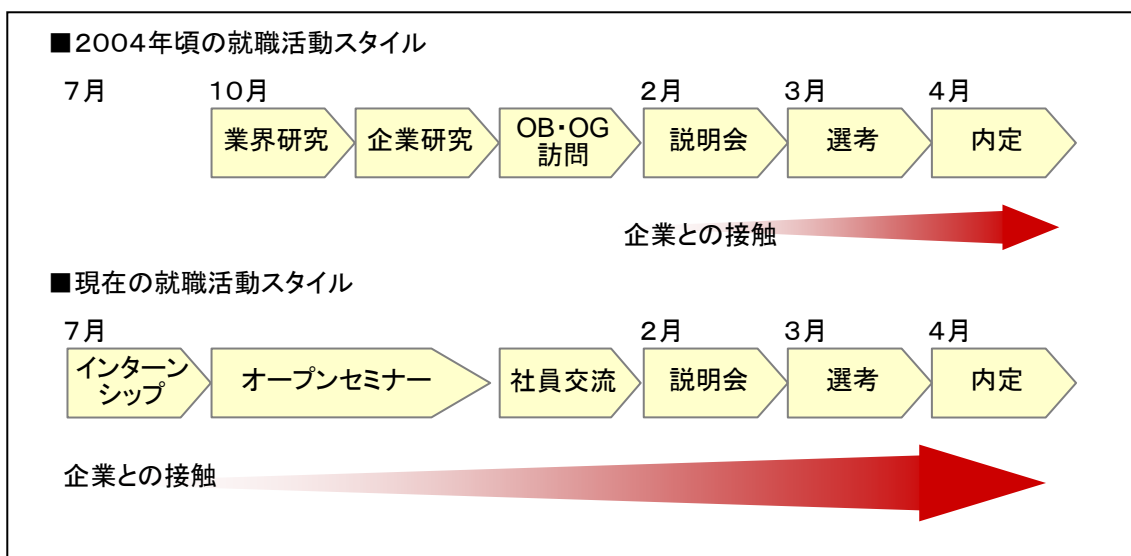 ■2004年頃の就職活動スタイル
7月 10月 2月 3月 4月
業界研究 企業研究 OB・OG 説明会 選考 内定
訪問
企業との接触
■現在の就職活動スタイル
7月 2月 3月 4月
インターン オープンセミナー 社員交流 説明会 選考 内定
シップ
企業との接触